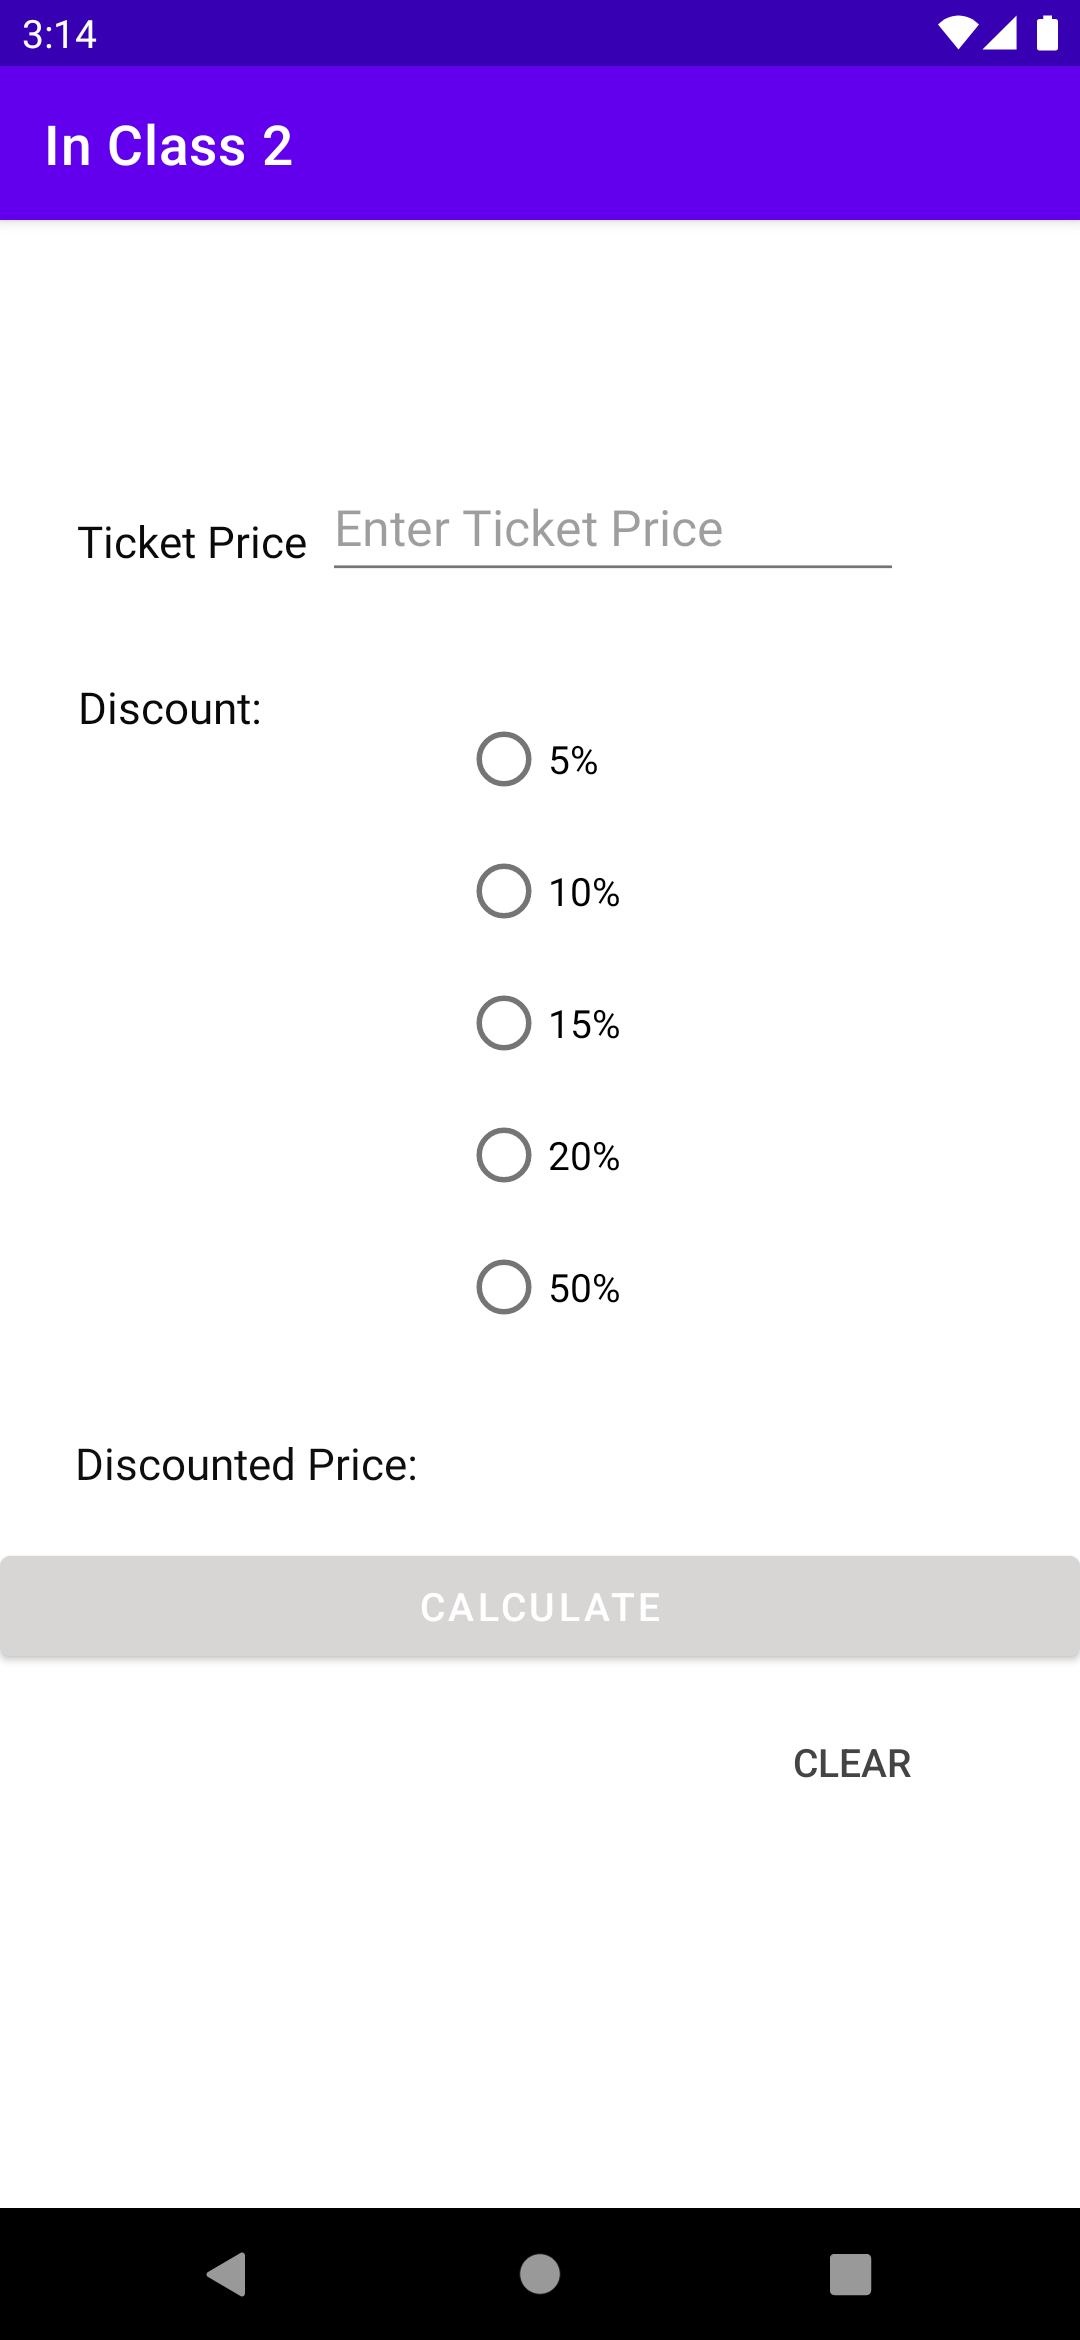 3:14
In Class 2
Ticket Price Enter Ticket Price
Discount:
5%
10%
15%
20%
50%
Discounted Price:
CALCULATE
CLEAR